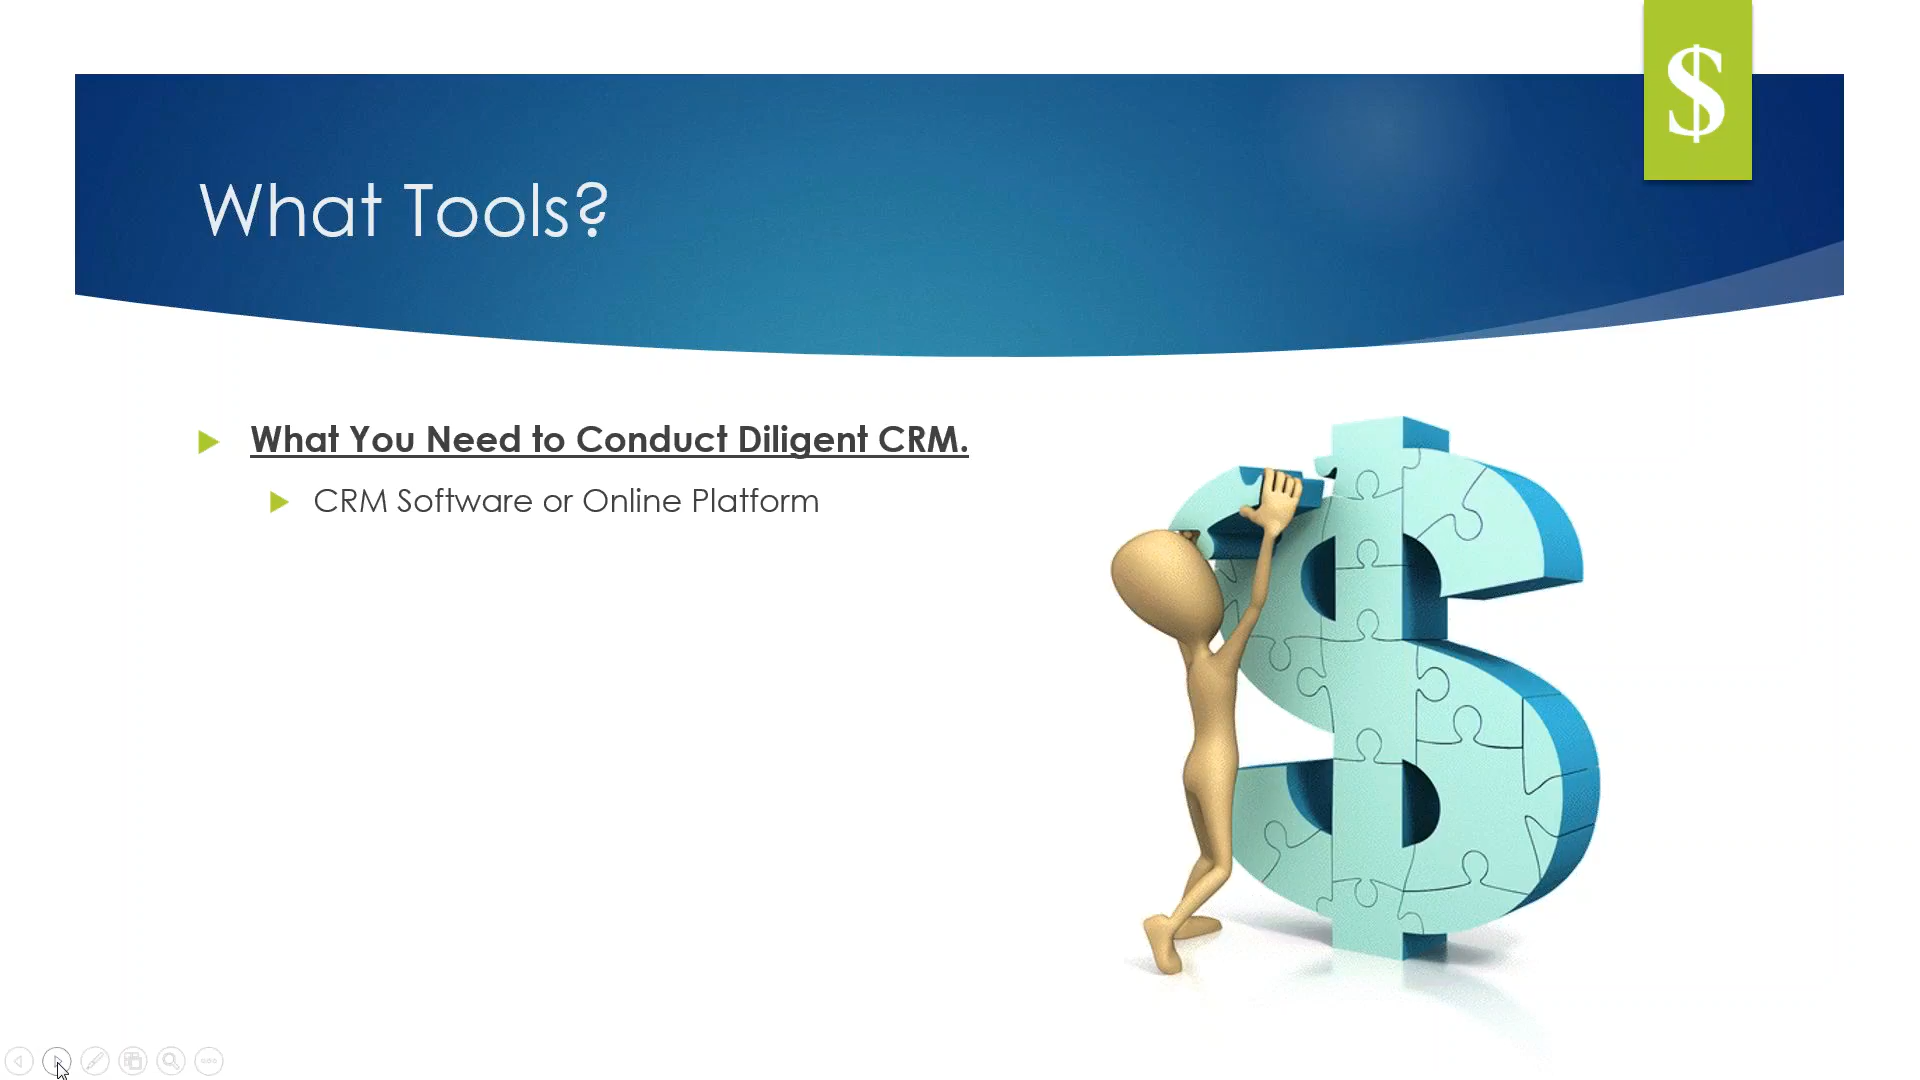 $
What Tools?
What You Need to Conduct Diligent CRM.
CRM Software or Online Platform